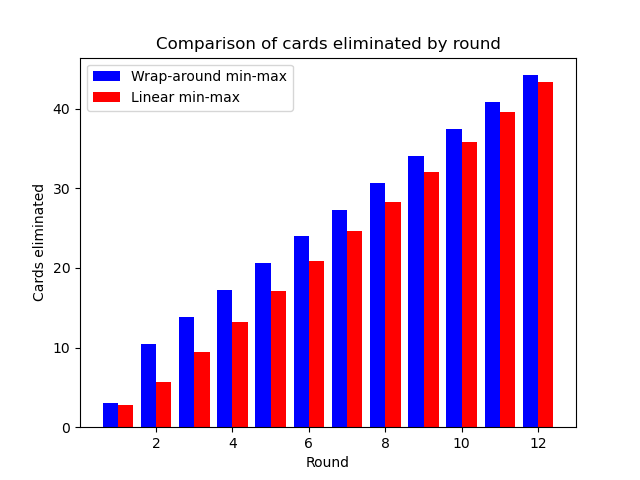 Comparison of cards eliminated by round
Wrap-around min-max
Linear min-max
40
30
20
10
0
Cards eliminated
2 4 6 8 10 12
Round